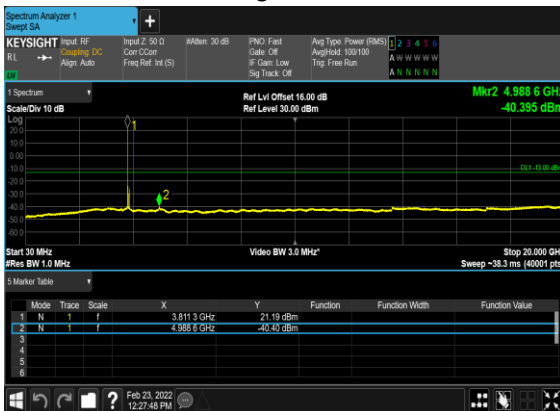 Spectrum Analyzer 1
Swept SA
KEYSIGHT Input: RF Input Z: 50 Ω #Atten: 30 dB PNO: Fast Avg Type: Power (RMS) 1 2 3 4 5 6
RL Coupling: DC Corr CCorr Gate: Off Avg|Hold: 100/100 A W W W W W
Align: Auto Freq Ref: Int (S) IF Gain: Low Trig: Free Run
LV Sig Track: Off A N N N N N
1 Spectrum Ref Lvl Offset 16.00 dB Mkr2 4.988 6 GHz
Scale/Div 10 dB Ref Level 30.00 dBm -40.395 dBm
Log
20.0 1
10.0
0.00
-10.0 DL1 -13.00 dBm
-20.0
-30.0 2
-40.0
-50.0
-60.0
Start 30 MHz Video BW 3.0 MHz* Stop 20.000 GHz
#Res BW 1.0 MHz Sweep ~38.3 ms (40001 pts
5 Marker Table
Mode Trace Scale X Y Function Function Width Function Value
1 N 1 f 3.811 3 GHz 21.19 dBm
2 N 1 f 4.988 6 GHz -40.40 dBm
3
4
5
6
? Feb 23, 2022
12:27:48 PM